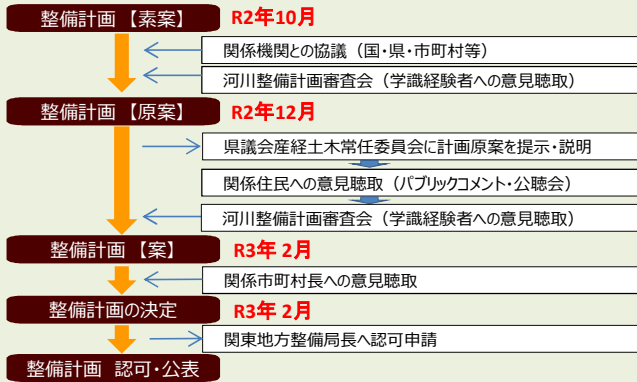 整備計画 【素案】 R2年10月
関係機関との協議（国・県・市町村等）
河川整備計画審査会（学識経験者への意見聴取）
整備計画 【原案】 R2年12月
県議会産経土木常任委員会に計画原案を提示・説明
関係住民への意見聴取（パブリックコメント・公聴会）
河川整備計画審査会（学識経験者への意見聴取）
整備計画 【案】 R3年 2月
関係市町村長への意見聴取
整備計画の決定 R3年 2月
関東地方整備局長へ認可申請
整備計画 認可・公表